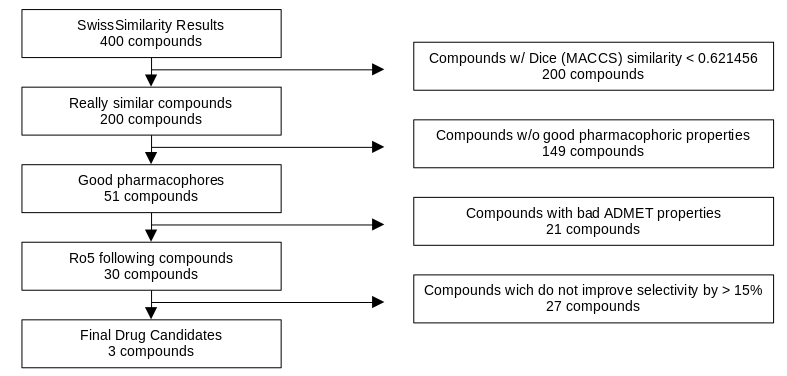 SwissSimilarity Results
400 compounds
Compounds w/ Dice (MACCS) similarity < 0.621456
200 compounds
Really similar compounds
200 compounds
Compounds w/o good pharmacophoric properties
149 compounds
Good pharmacophores
51 compounds
Compounds with bad ADMET properties
21 compounds
Ro5 following compounds
30 compounds
Compounds wich do not improve selectivity by > 15%
27 compounds
Final Drug Candidates
3 compounds